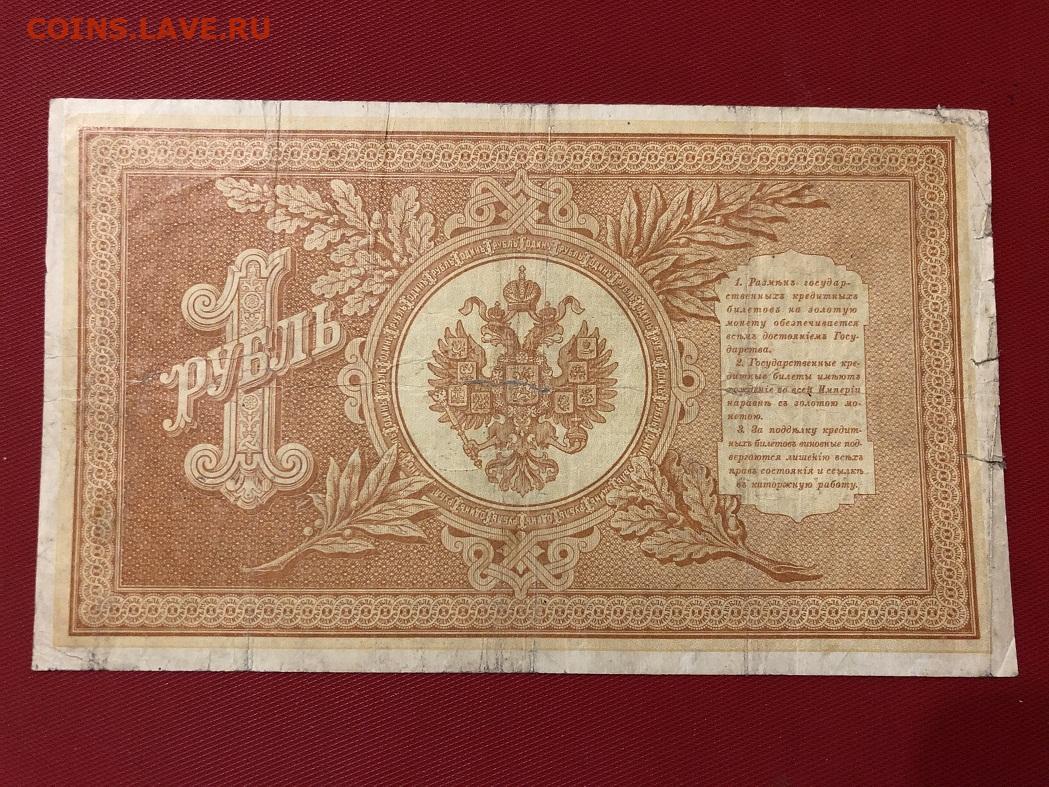 COINS.LAVE.RU
1
РУБЛЬ
1. Размѣнъ государ-
ственныхъ кредитныхъ
билетовъ на золотую
монету обезпечивается
всѣмъ достояніемъ Госу-
дарства.
2. Государственные кре-
дитные билеты имѣютъ
хожденіе во всей Имперіи
наравнѣ съ золотою мо-
нетою.
3. За поддѣлку кредит-
ныхъ билетовъ виновные под-
вергаются лишенію всѣхъ
правъ состоянія и ссылкѣ
въ каторжную работу.